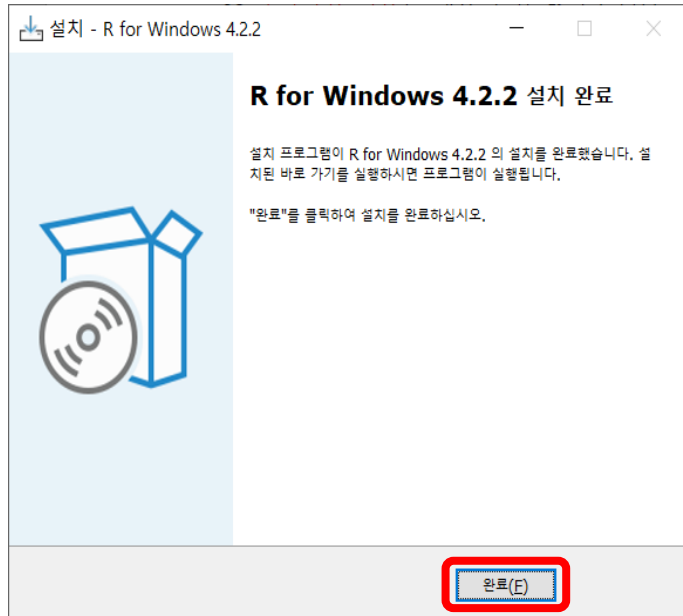 설치 - R for Windows 4.2.2
R for Windows 4.2.2 설치 완료
설치 프로그램이 R for Windows 4.2.2 의 설치를 완료했습니다. 설
치된 바로 가기를 실행하시면 프로그램이 실행됩니다.
"완료"를 클릭하여 설치를 완료하십시오.
완료(F)